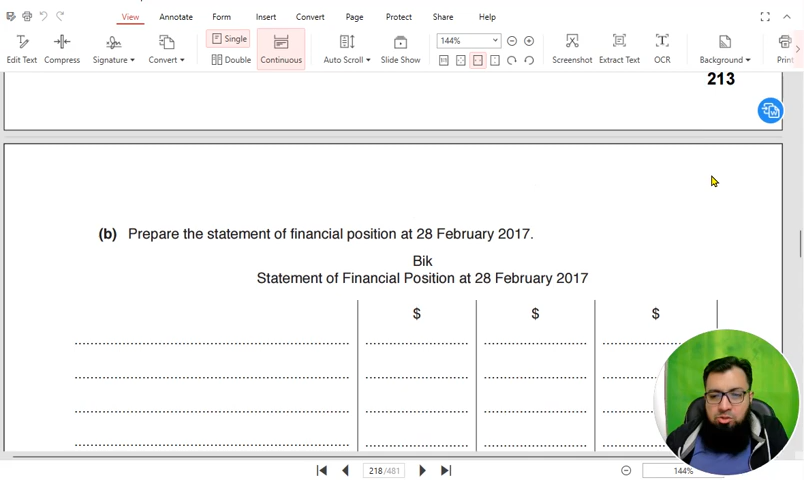 View Annotate Form Insert Convert Page Protect Share Help
Single
144%
Edit Text Compress Signature Convert Double Continuous Auto Scroll Slide Show Screenshot Extract Text OCR Background Print
213
(b) Prepare the statement of financial position at 28 February 2017.
Bik
Statement of Financial Position at 28 February 2017
$ $ $
218/481
144%